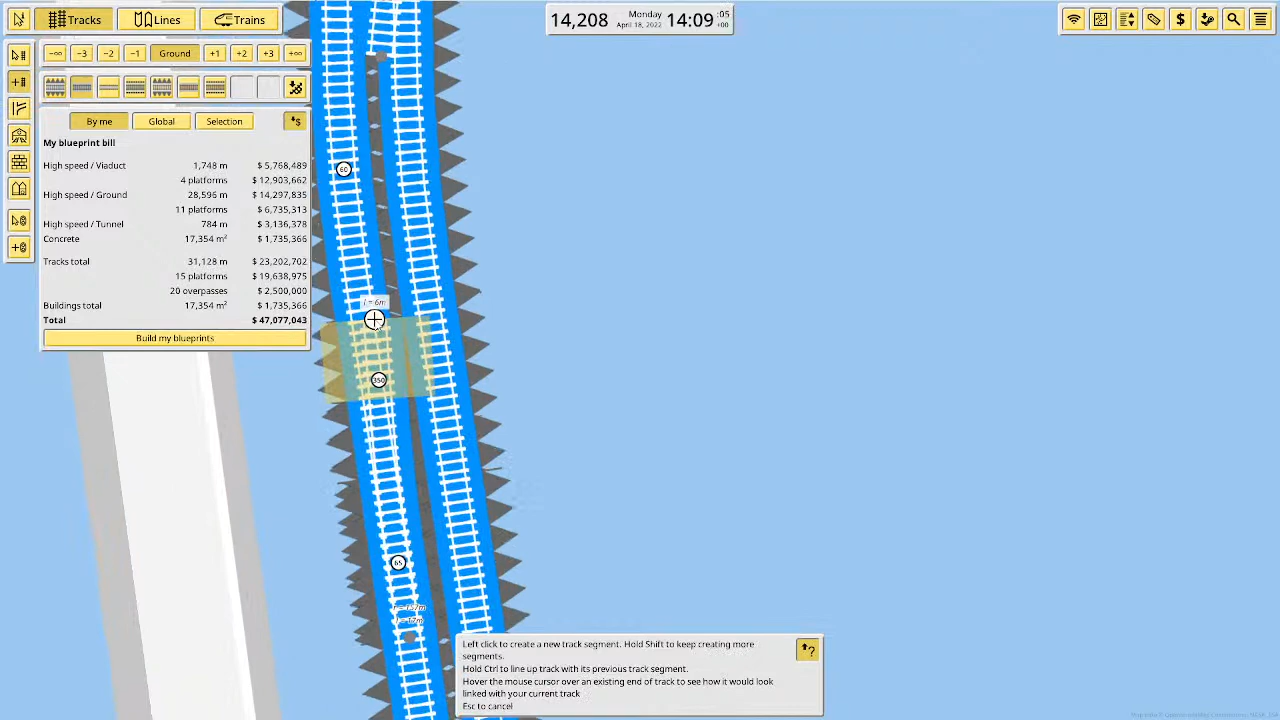 Tracks
Lines
Trains
14,208
Monday
April 18, 2022
14:09
:05
+00
−∞
−3
−2
−1
Ground
+1
+2
+3
+∞
By me
Global
Selection
$
My blueprint bill
High speed / Viaduct 1,748 m $ 5,768,489
4 platforms $ 12,903,662
High speed / Ground 28,596 m $ 14,297,835
11 platforms $ 6,735,313
High speed / Tunnel 784 m $ 3,136,378
Concrete 17,354 m² $ 1,735,366
Tracks total 31,128 m $ 23,202,702
15 platforms $ 19,638,975
20 overpasses $ 2,500,000
Buildings total 17,354 m² $ 1,735,366
Total $ 47,077,043
Build my blueprints
60
l = 6m
350
65
r = 157m
l = 17m
Left click to create a new track segment. Hold Shift to keep creating more
segments.
Hold Ctrl to line up track with its previous track segment.
Hover the mouse cursor over an existing end of track to see how it would look
linked with your current track
Esc to cancel
?